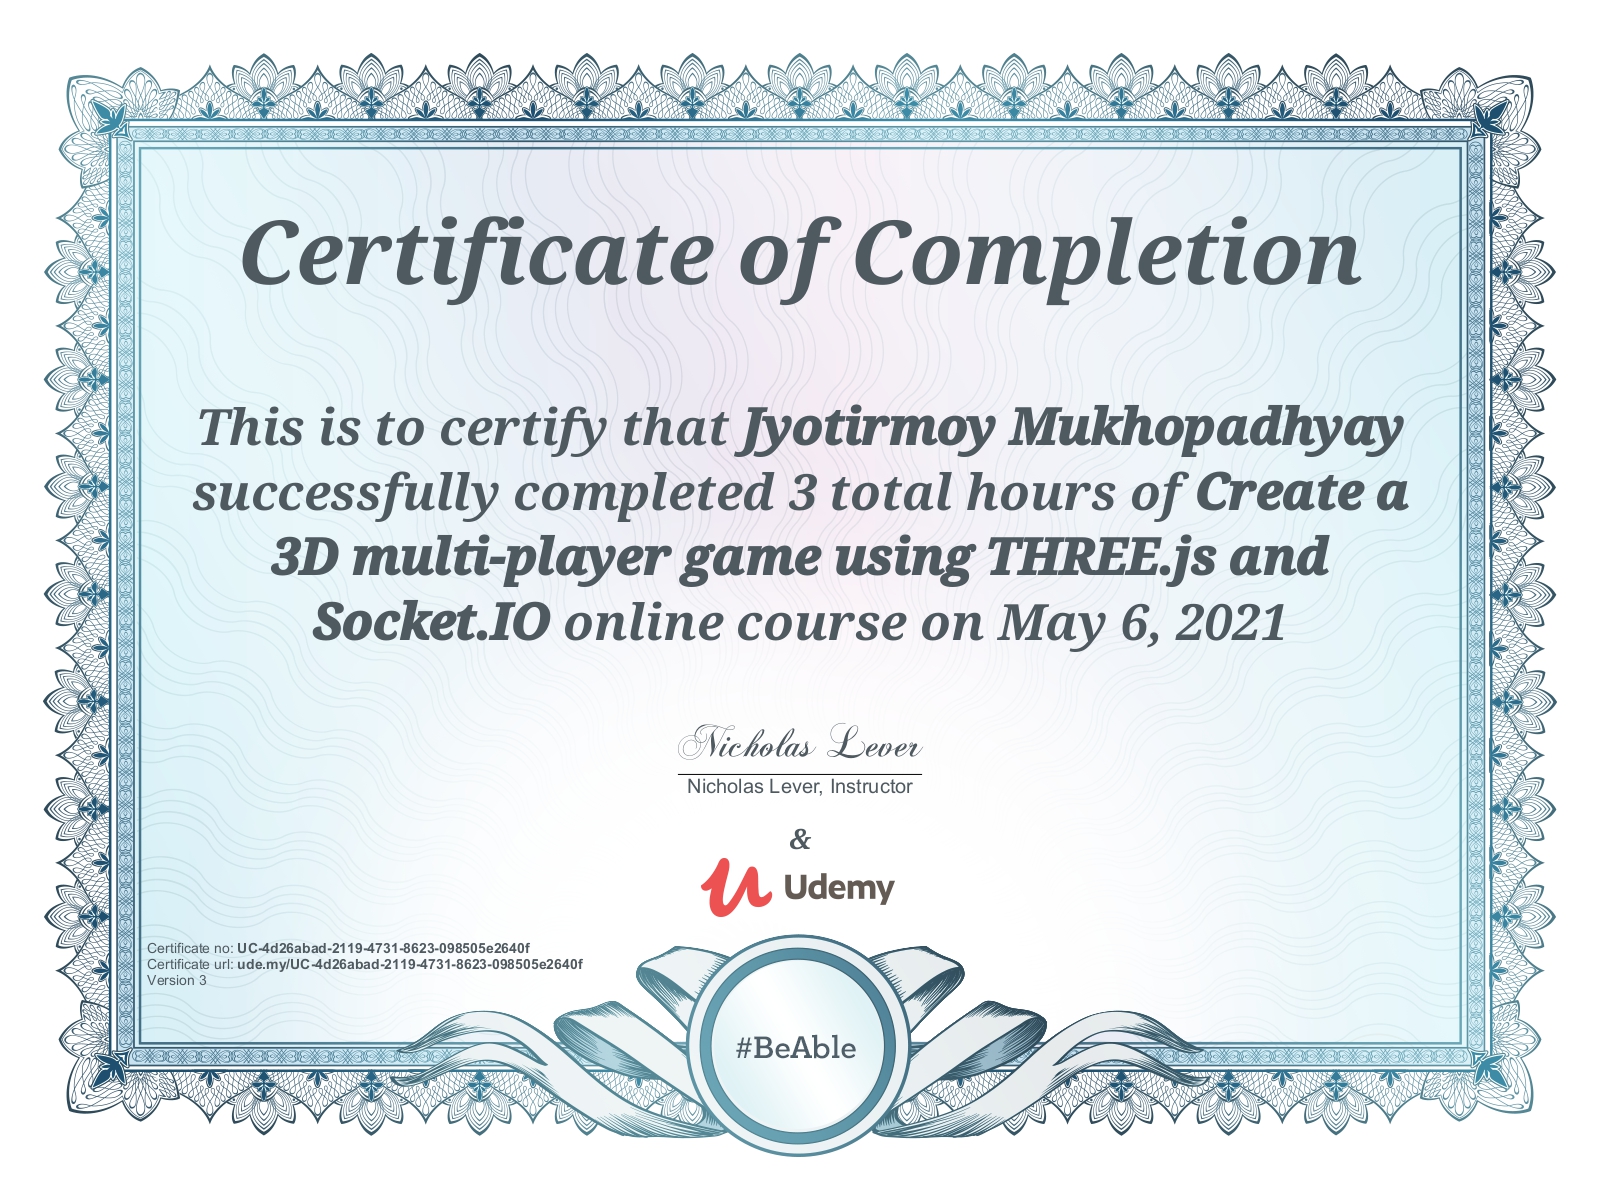 Certificate of Completion
This is to certify that Jyotirmoy Mukhopadhyay
successfully completed 3 total hours of Create a
3D multi-player game using THREE.js and
Socket.IO online course on May 6, 2021
Nicholas Lever
Nicholas Lever, Instructor
&
Udemy
Certificate no: UC-4d26abad-2119-4731-8623-098505e2640f
Certificate url: ude.my/UC-4d26abad-2119-4731-8623-098505e2640f
Version 3
#BeAble